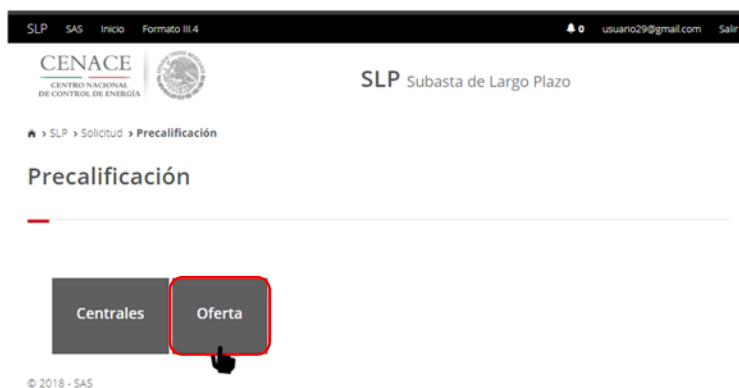 SLP SAS Inicio Formato III.4 0 usuario29@gmail.com Salir
CENACE
CENTRO NACIONAL
DE CONTROL DE ENERGÍA
SLP Subasta de Largo Plazo
> SLP > Solicitud > Precalificación
Precalificación
Centrales Oferta
© 2018 - SAS